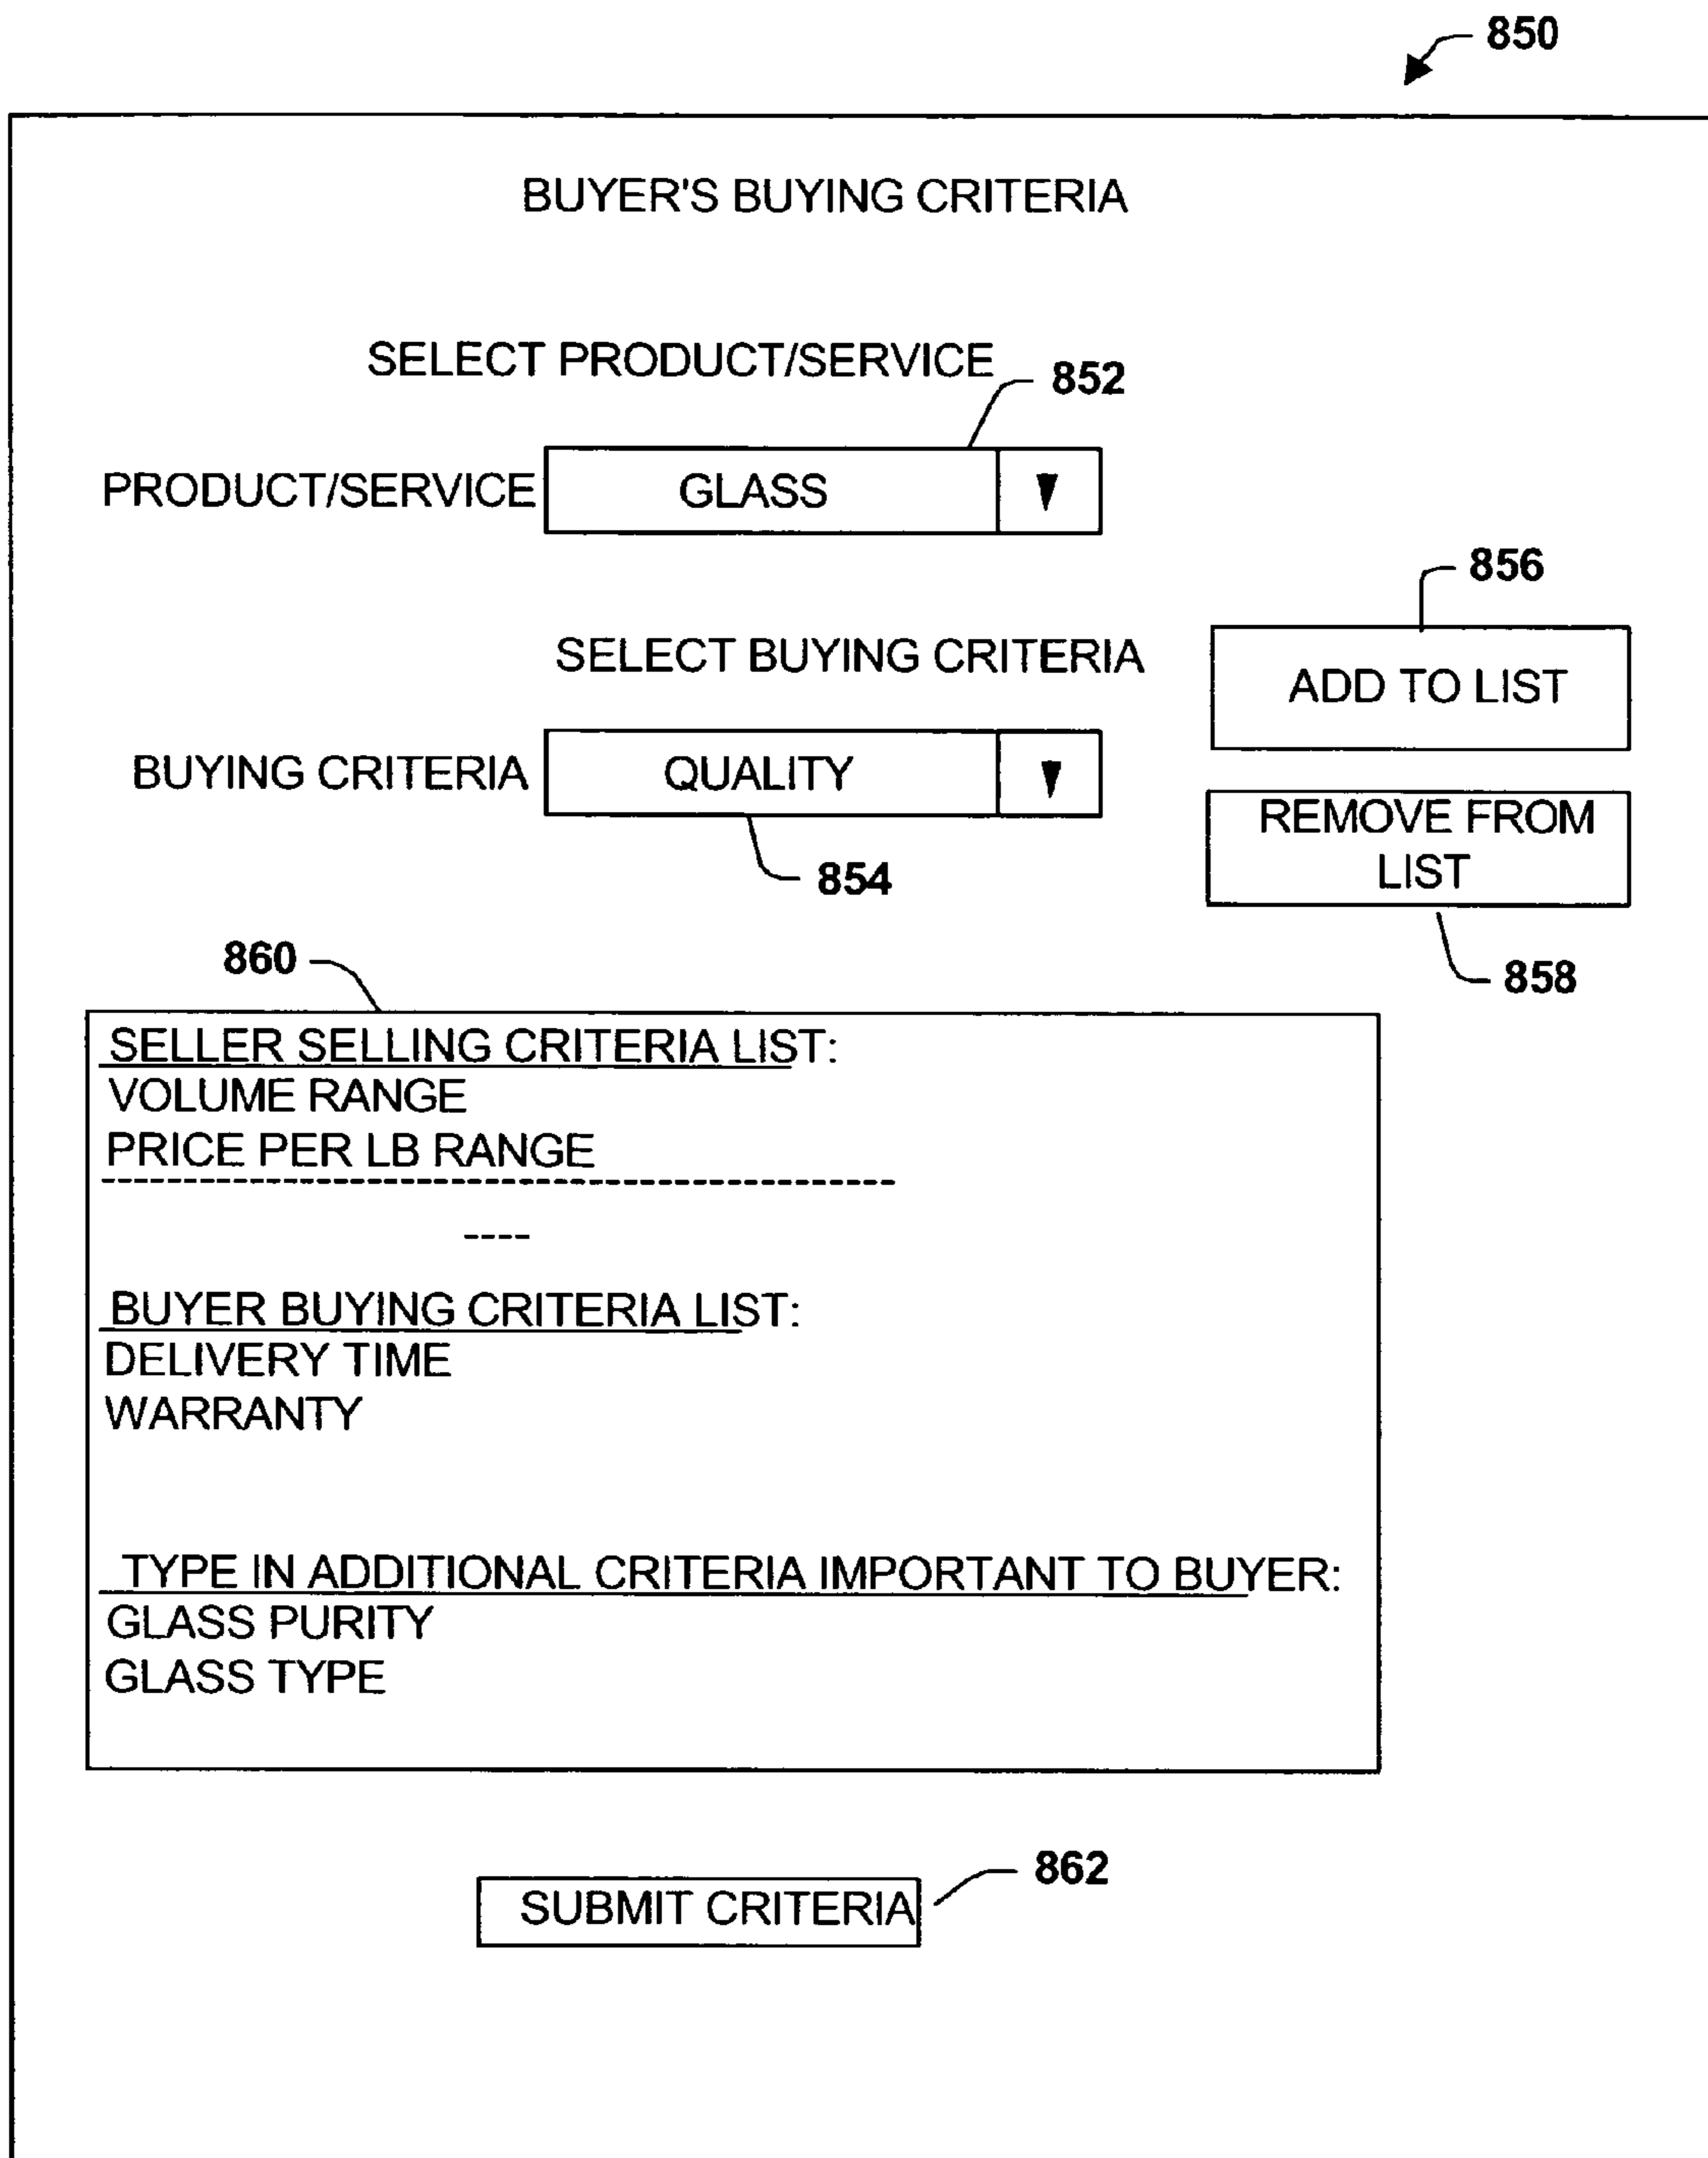 850
BUYER'S BUYING CRITERIA
SELECT PRODUCT/SERVICE
852
PRODUCT/SERVICE GLASS
856
SELECT BUYING CRITERIA
ADD TO LIST
BUYING CRITERIA QUALITY
REMOVE FROM
LIST
854
858
860
SELLER SELLING CRITERIA LIST:
VOLUME RANGE
PRICE PER LB RANGE
----
BUYER BUYING CRITERIA LIST:
DELIVERY TIME
WARRANTY
TYPE IN ADDITIONAL CRITERIA IMPORTANT TO BUYER:
GLASS PURITY
GLASS TYPE
862
SUBMIT CRITERIA